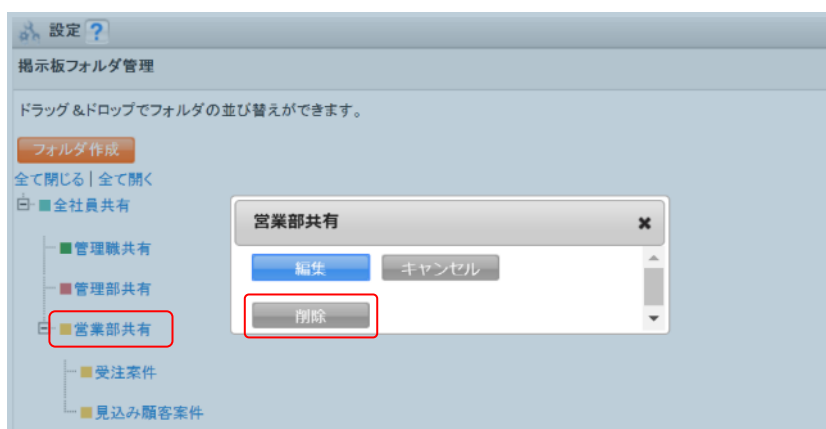 設定 ?
掲示板フォルダ管理
ドラッグ &ドロップでフォルダの並び替えができます。
フォルダ作成
全て閉じる | 全て開く
全社員共有
管理職共有
管理部共有
営業部共有
受注案件
見込み顧客案件
営業部共有
編集 キャンセル
削除